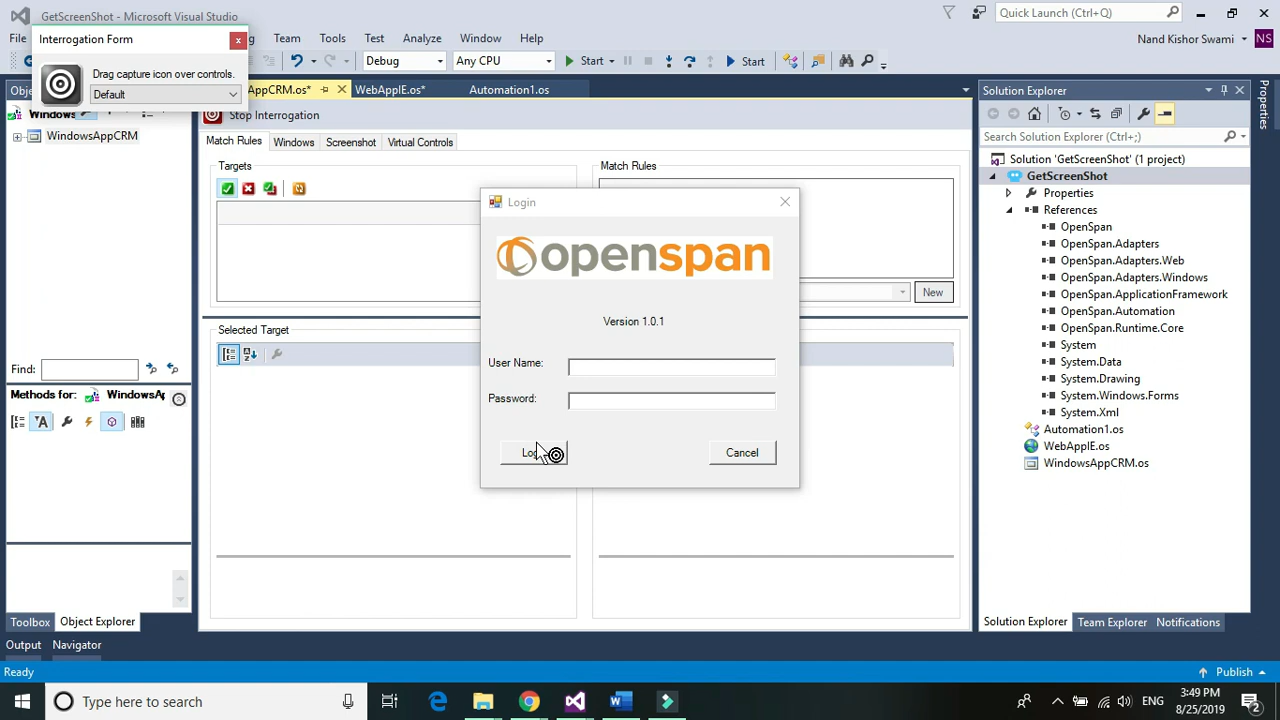 GetScreenShot - Microsoft Visual Studio
Quick Launch (Ctrl+Q)
Interrogation Form
File
Team
Tools
Test
Analyze
Window
Help
Nand Kishor Swami
NS
Drag capture icon over controls.
Default
Debug
Any CPU
Start
Start
AppCRM.os*
WebAppIE.os*
Automation1.os
Windows
WindowsAppCRM
Stop Interrogation
Match Rules
Windows
Screenshot
Virtual Controls
Targets
Match Rules
New
Selected Target
Login
openspan
Version 1.0.1
User Name:
Password:
Cancel
Find:
Methods for:
Toolbox
Object Explorer
Output
Navigator
Solution Explorer
Properties
Search Solution Explorer (Ctrl+;)
Solution 'GetScreenShot' (1 project)
GetScreenShot
Properties
References
OpenSpan
OpenSpan.Adapters
OpenSpan.Adapters.Web
OpenSpan.Adapters.Windows
OpenSpan.ApplicationFramework
OpenSpan.Automation
OpenSpan.Runtime.Core
System
System.Data
System.Drawing
System.Windows.Forms
System.Xml
Automation1.os
WebAppIE.os
WindowsAppCRM.os
Solution Explorer
Team Explorer
Notifications
Ready
Publish
Type here to search
ENG
3:49 PM
8/25/2019
2